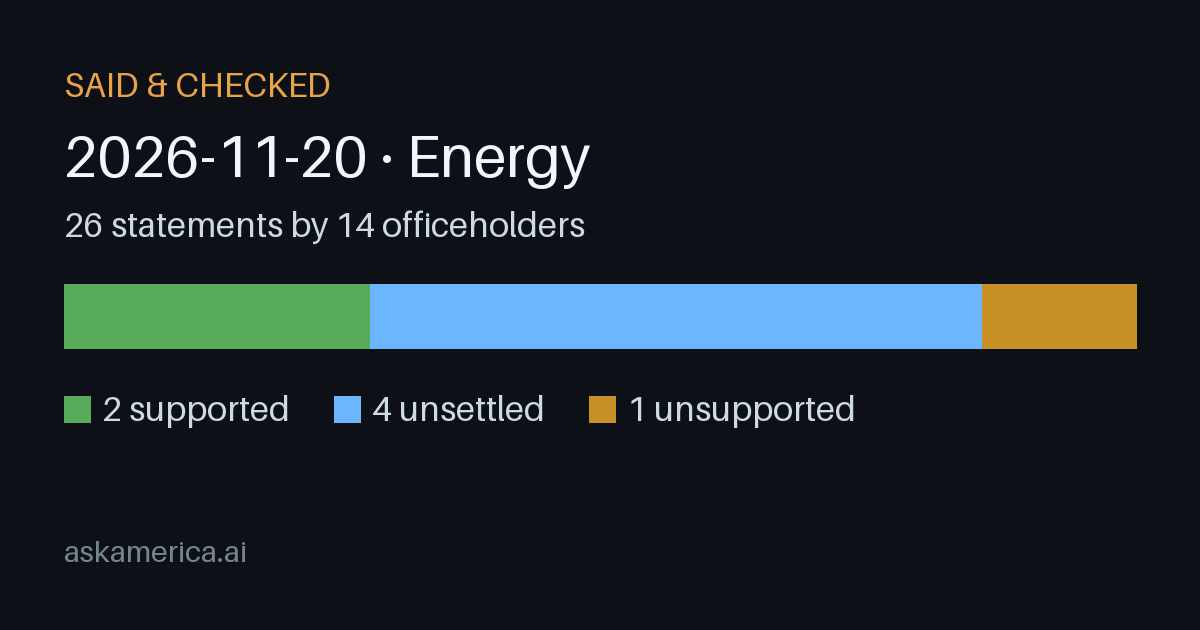 SAID & CHECKED
2026-11-20 · Energy
26 statements by 14 officeholders
2 supported 4 unsettled 1 unsupported
askamerica.ai